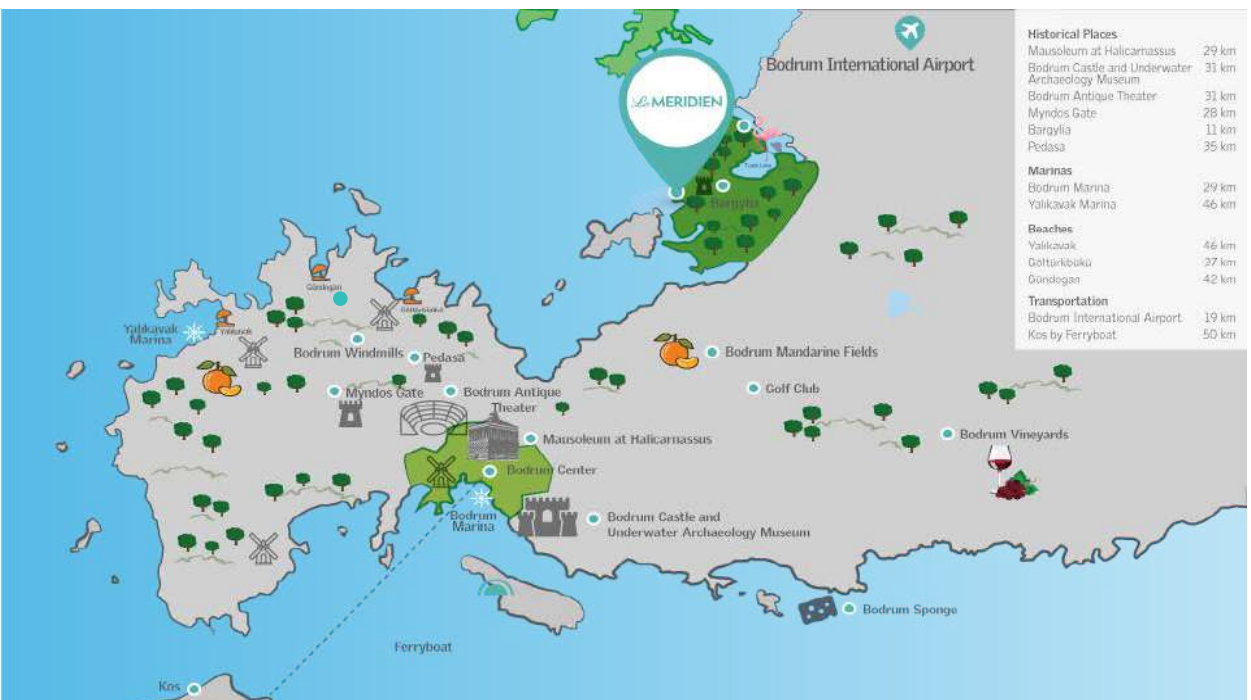 Bodrum International Airport
Le MERIDIEN
Tuzla Lake
Bargylia
Gündogan
Göltürkbükü
Yalıkavak
Marina
Yalıkavak
Bodrum Windmills
Pedasa
Bodrum Mandarine Fields
Myndos Gate
Bodrum Antique
Theater
Golf Club
Mausoleum at Halicarnassus
Bodrum Vineyards
Bodrum Center
Bodrum
Marina
Bodrum Castle and
Underwater Archaeology Museum
Bodrum Sponge
Ferryboat
Kos
Historical Places
Mausoleum at Halicarnassus 29 km
Bodrum Castle and Underwater 31 km
Archaeology Museum
Bodrum Antique Theater 31 km
Myndos Gate 28 km
Bargylia 11 km
Pedasa 35 km
Marinas
Bodrum Marina 29 km
Yalıkavak Marina 46 km
Beaches
Yalıkavak 46 km
Göltürkbükü 37 km
Gündogan 42 km
Transportation
Bodrum International Airport 19 km
Kos by Ferryboat 50 km